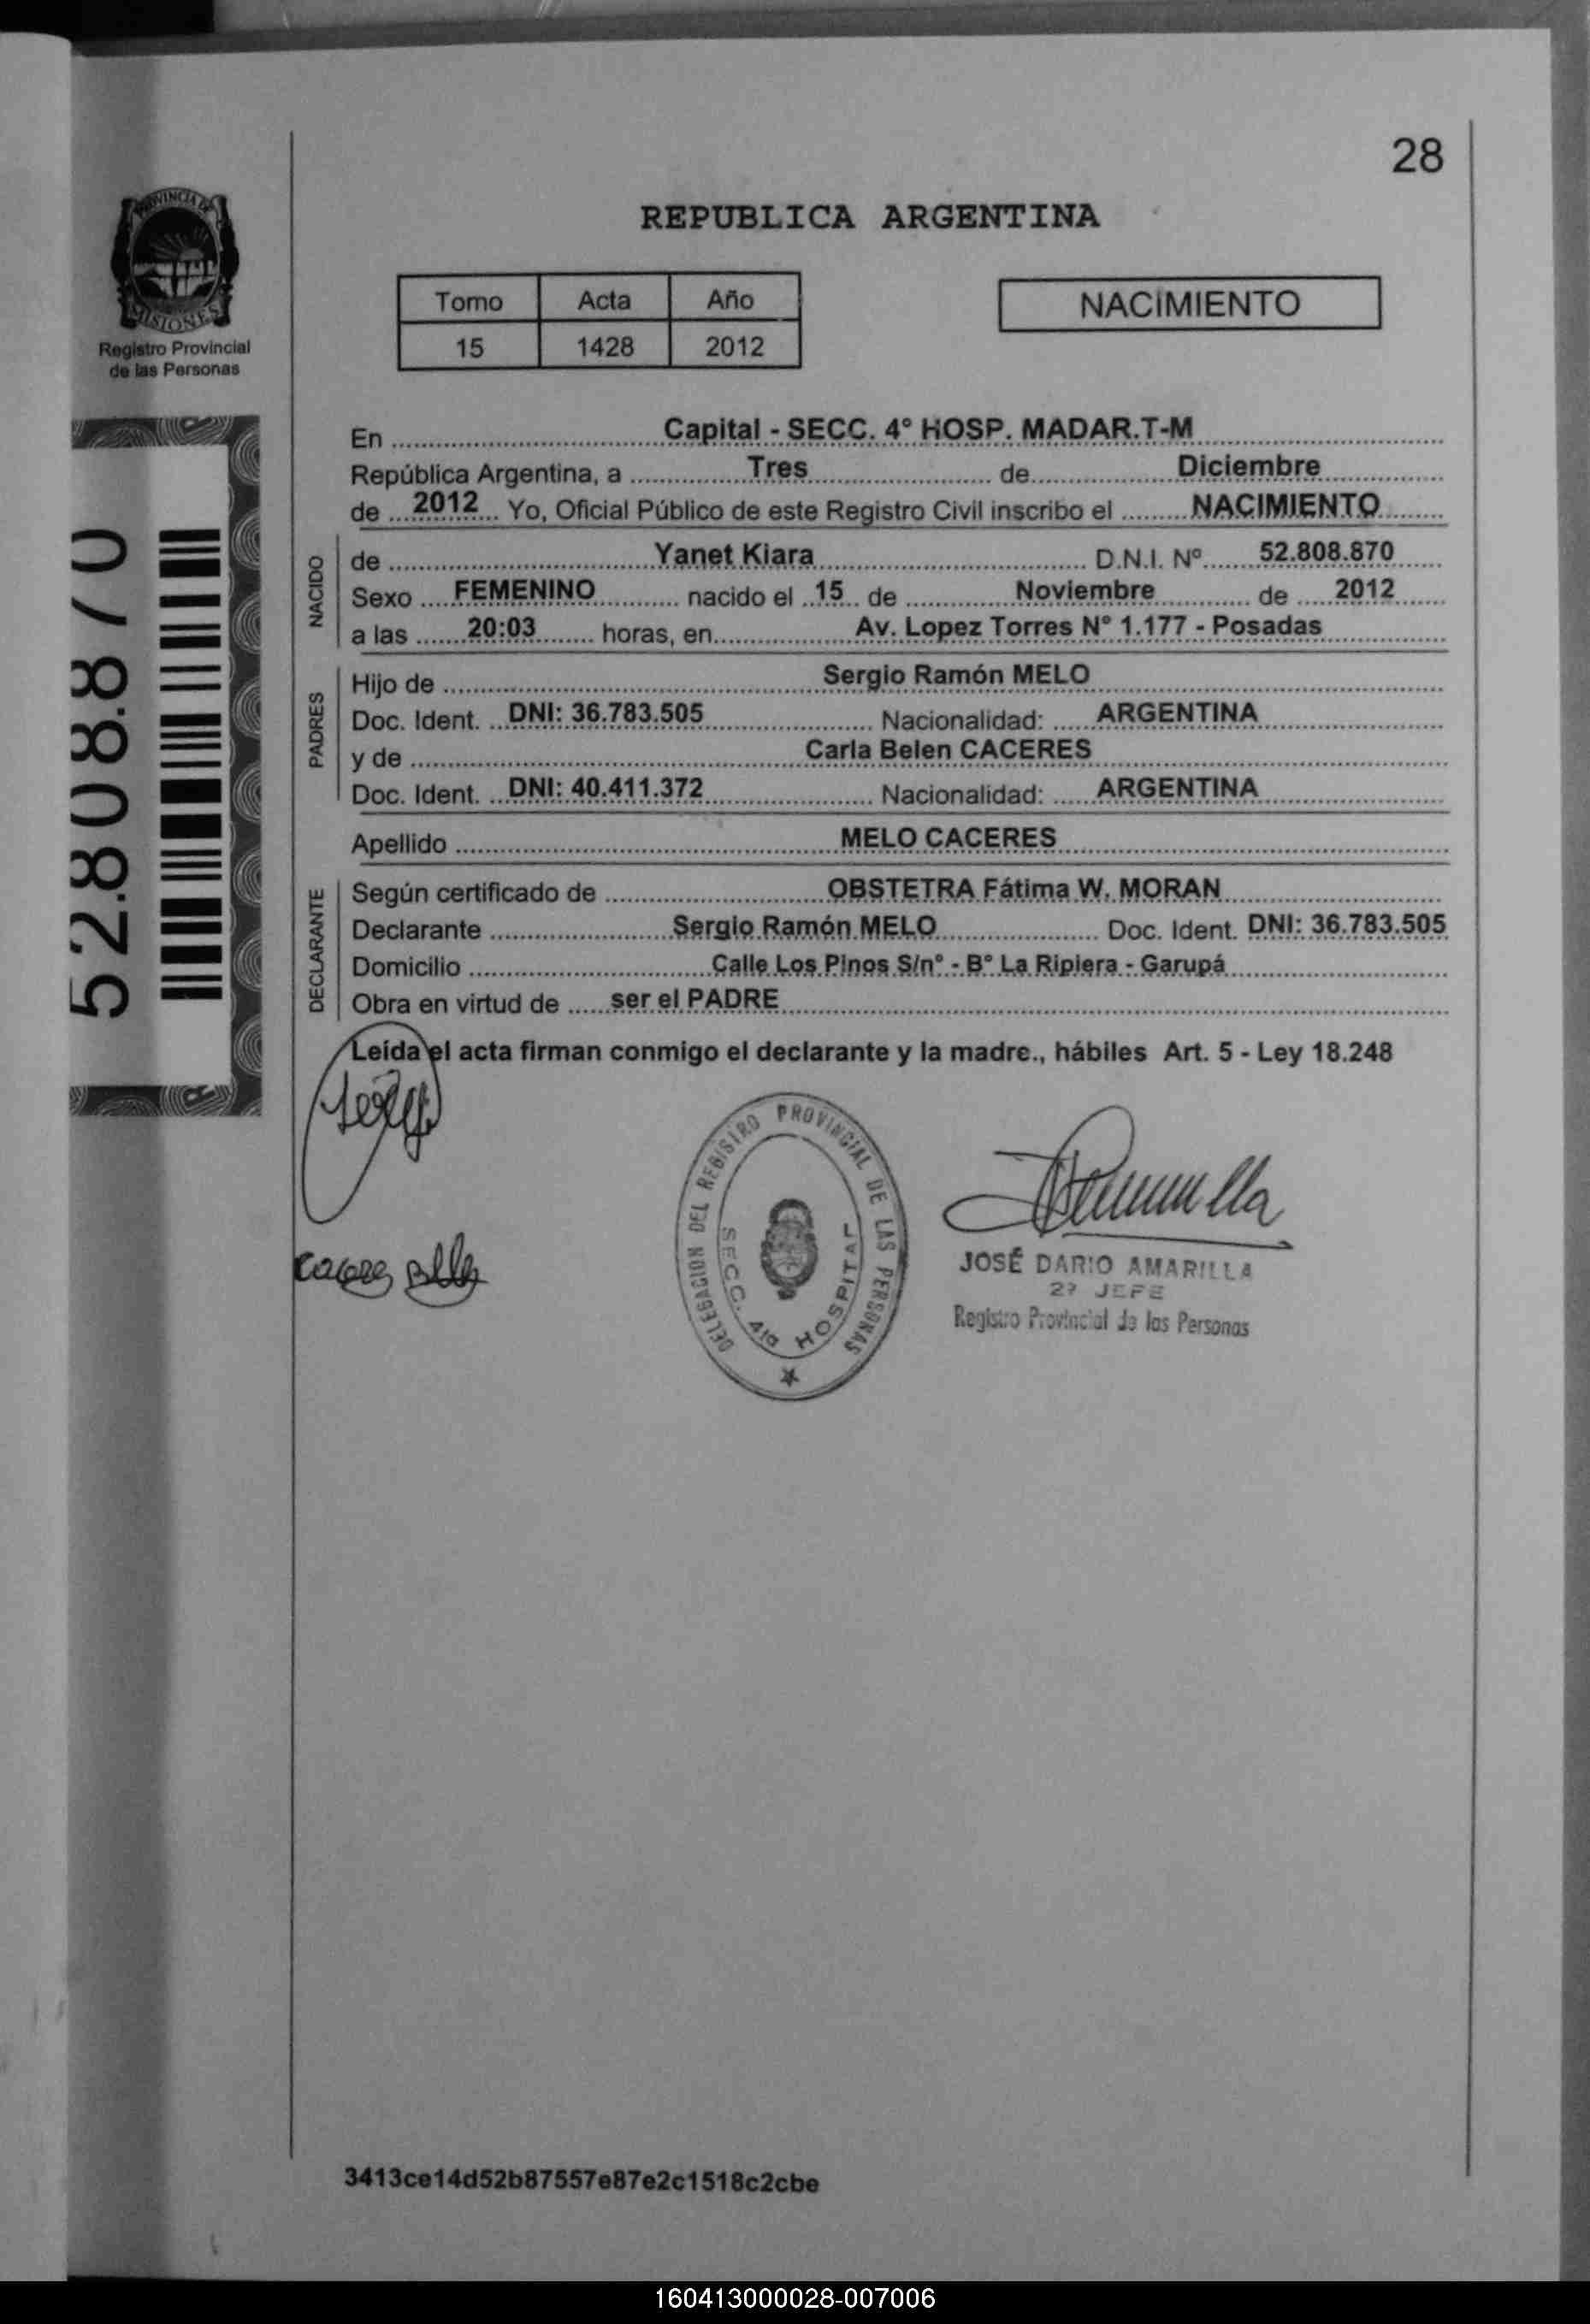 28
PROVINCIA DE
MISIONES
Registro Provincial
de las Personas
REPUBLICA ARGENTINA
Tomo Acta Año
15 1428 2012
NACIMIENTO
52.808.870
En Capital - SECC. 4° HOSP. MADAR.T-M
República Argentina, a Tres de Diciembre
de 2012 Yo, Oficial Público de este Registro Civil inscribo el NACIMIENTO
NACIDO
de Yanet Kiara D.N.I. Nº 52.808.870
Sexo FEMENINO nacido el 15 de Noviembre de 2012
a las 20:03 horas, en Av. Lopez Torres N° 1.177 - Posadas
PADRES
Hijo de Sergio Ramón MELO
Doc. Ident. DNI: 36.783.505 Nacionalidad: ARGENTINA
y de Carla Belen CACERES
Doc. Ident. DNI: 40.411.372 Nacionalidad: ARGENTINA
Apellido MELO CACERES
DECLARANTE
Según certificado de OBSTETRA Fátima W. MORAN
Declarante Sergio Ramón MELO Doc. Ident. DNI: 36.783.505
Domicilio Calle Los Pinos S/n° - B° La Ripiera - Garupá
Obra en virtud de ser el PADRE
Leída el acta firman conmigo el declarante y la madre., hábiles Art. 5 - Ley 18.248
DELEGACION DEL REGISTRO PROVINCIAL DE LAS PERSONAS
SECC. 4ta HOSPITAL
JOSÉ DARIO AMARILLA
2º JEFE
Registro Provincial de las Personas
3413ce14d52b87557e87e2c1518c2cbe
160413000028-007006